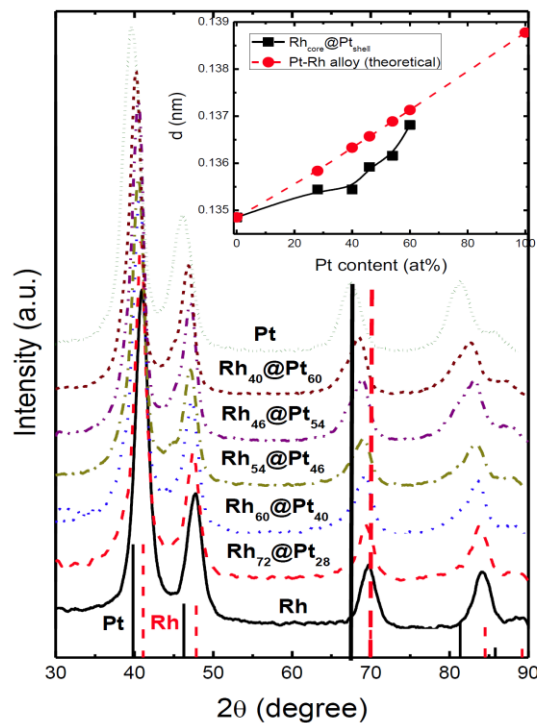 Intensity (a.u.)
2θ (degree)
30 40 50 60 70 80 90
d (nm)
0.139
0.138
0.137
0.136
0.135
0 20 40 60 80 100
Pt content (at%)
Rh_core@Pt_shell
Pt-Rh alloy (theoretical)
Pt
Rh₄₀@Pt₆₀
Rh₄₆@Pt₅₄
Rh₅₄@Pt₄₆
Rh₆₀@Pt₄₀
Rh₇₂@Pt₂₈
Rh
Pt
Rh